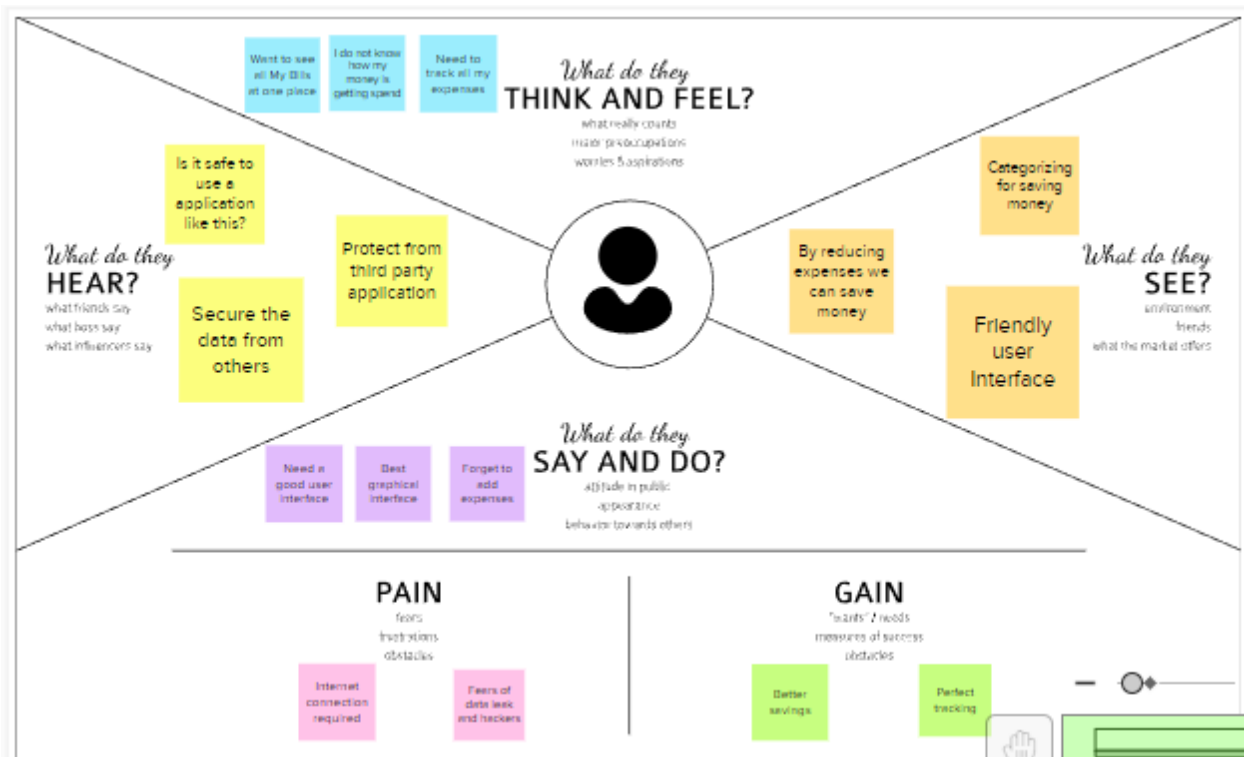 Want to see
all My Bills
at one place
I do not know
how my
money is
getting spend
Need to
track all my
expenses
What do they
THINK AND FEEL?
what really counts
major preoccupations
worries & aspirations
Is it safe to
use a
application
like this?
Protect from
third party
application
Secure the
data from
others
What do they
HEAR?
what friends say
what boss say
what influencers say
Categorizing
for saving
money
By reducing
expenses we
can save
money
Friendly
user
Interface
What do they
SEE?
environment
friends
what the market offers
What do they
SAY AND DO?
attitude in public
appearance
behavior towards others
Need a
good user
interface
Best
graphical
interface
Forget to
add
expenses
PAIN
fears
frustrations
obstacles
Internet
connection
required
Feers of
data leak
and hackers
GAIN
"wants" / needs
measures of success
obstacles
Better
savings
Perfect
tracking